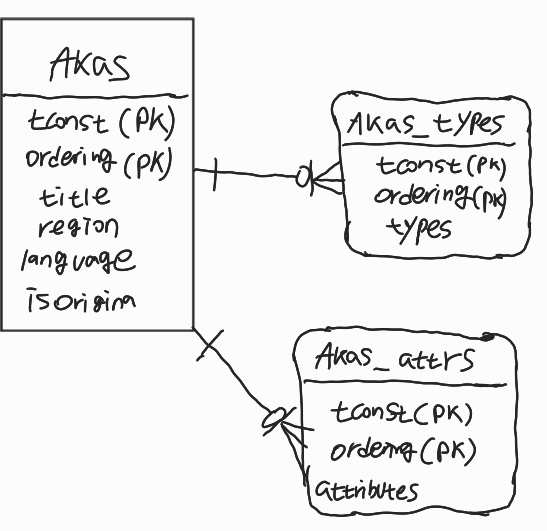 Akas
tconst (PK)
ordering (PK)
title
region
language
isorigina
Akas_types
tconst (PK)
ordering (PK)
types
Akas_attrs
tconst (PK)
ordering (PK)
attributes